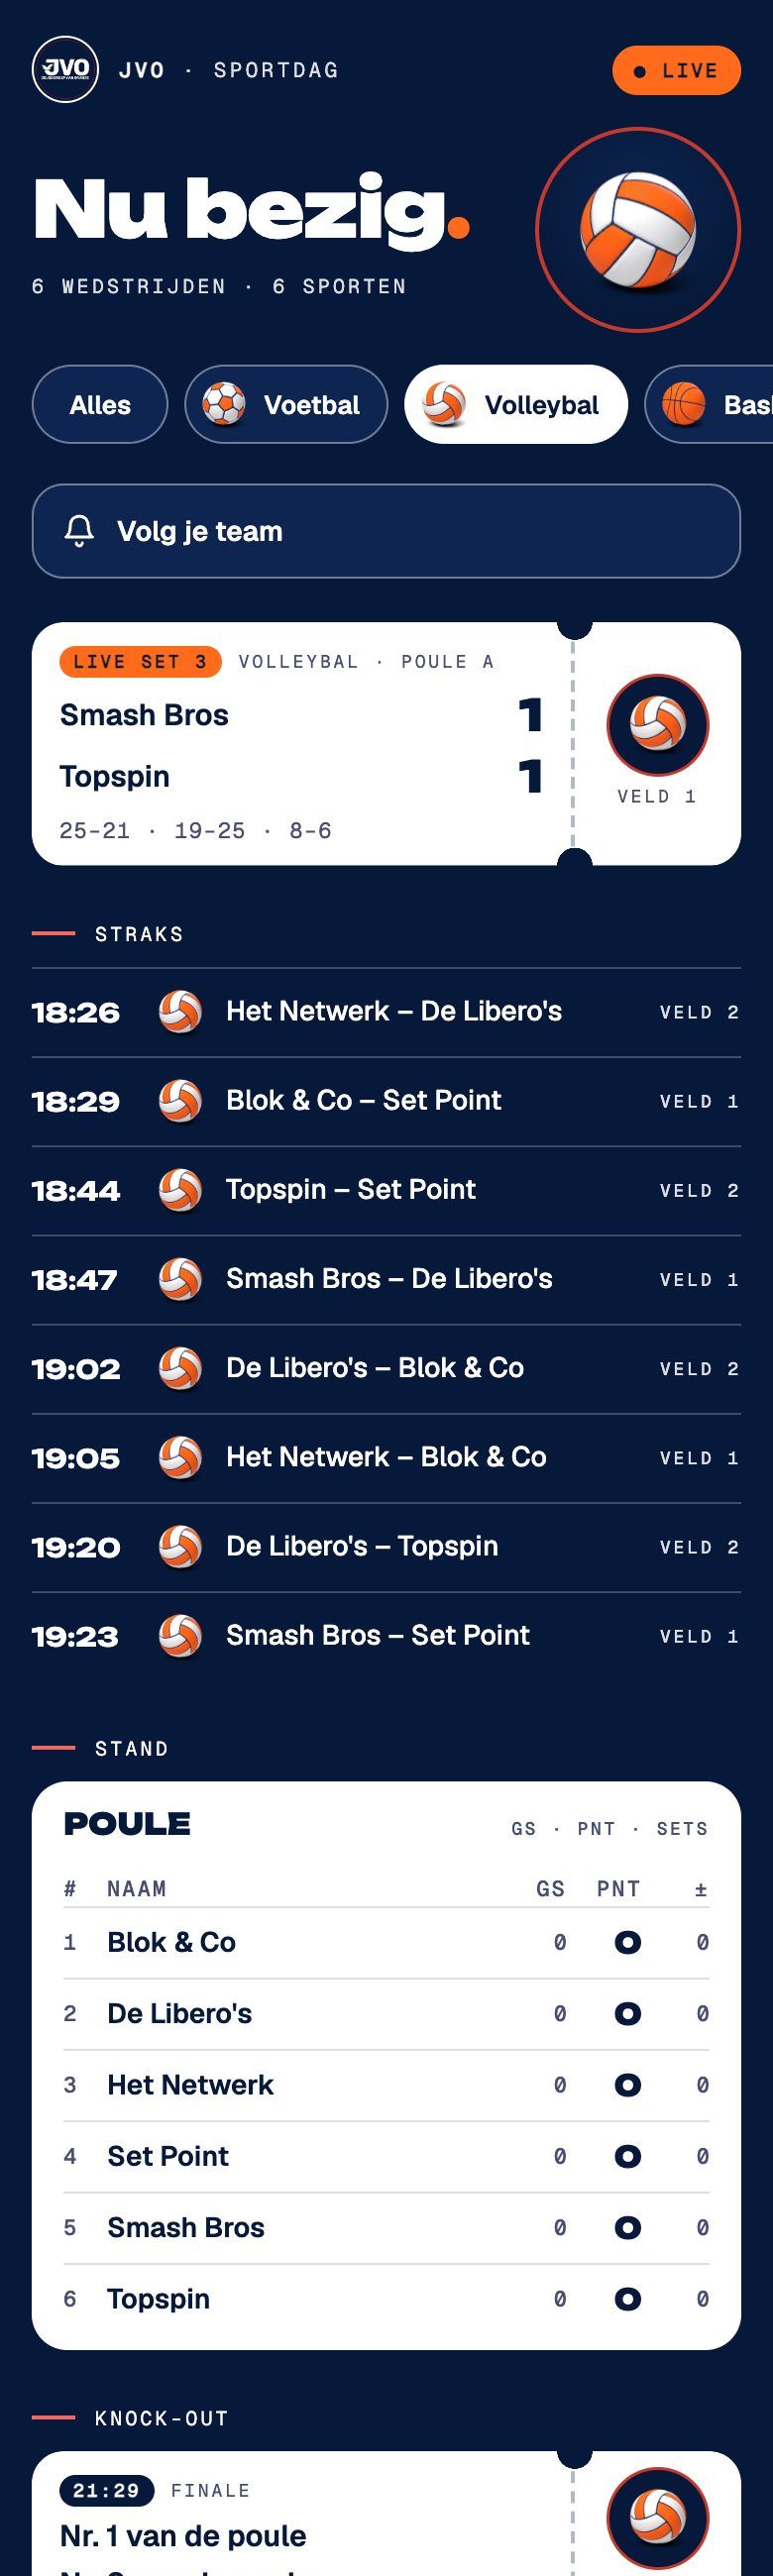 JVO
JVO · SPORTDAG
● LIVE
Nu bezig.
6 WEDSTRIJDEN · 6 SPORTEN
Alles
Voetbal
Volleybal
Volg je team
LIVE SET 3
VOLLEYBAL · POULE A
Smash Bros 1
Topspin 1
25–21 · 19–25 · 8–6
VELD 1
STRAKS
18:26 Het Netwerk – De Libero's VELD 2
18:29 Blok & Co – Set Point VELD 1
18:44 Topspin – Set Point VELD 2
18:47 Smash Bros – De Libero's VELD 1
19:02 De Libero's – Blok & Co VELD 2
19:05 Het Netwerk – Blok & Co VELD 1
19:20 De Libero's – Topspin VELD 2
19:23 Smash Bros – Set Point VELD 1
STAND
POULE GS · PNT · SETS
# NAAM GS PNT ±
1 Blok & Co 0 0 0
2 De Libero's 0 0 0
3 Het Netwerk 0 0 0
4 Set Point 0 0 0
5 Smash Bros 0 0 0
6 Topspin 0 0 0
KNOCK-OUT
21:29 FINALE
Nr. 1 van de poule